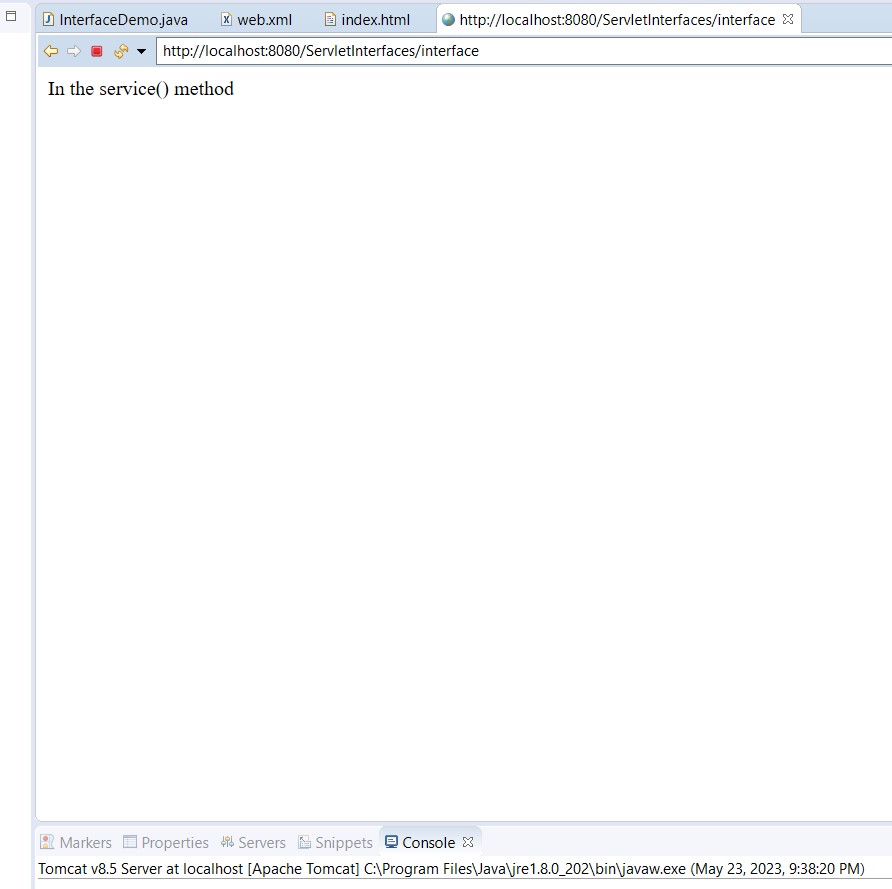 InterfaceDemo.java web.xml index.html http://localhost:8080/ServletInterfaces/interface
http://localhost:8080/ServletInterfaces/interface
In the service() method
Markers Properties Servers Snippets Console
Tomcat v8.5 Server at localhost [Apache Tomcat] C:\Program Files\Java\jre1.8.0_202\bin\javaw.exe (May 23, 2023, 9:38:20 PM)